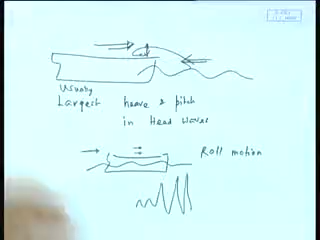 Usually
Largest heave & pitch
in Head waves
Roll motion